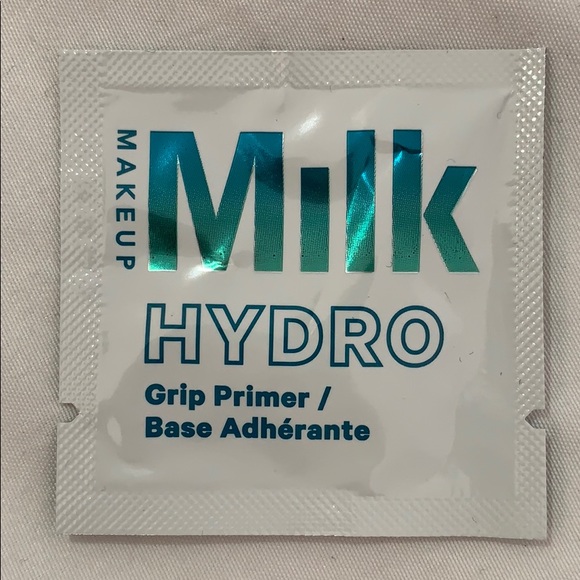 MAKEUP
Milk
HYDRO
Grip Primer /
Base Adhérante